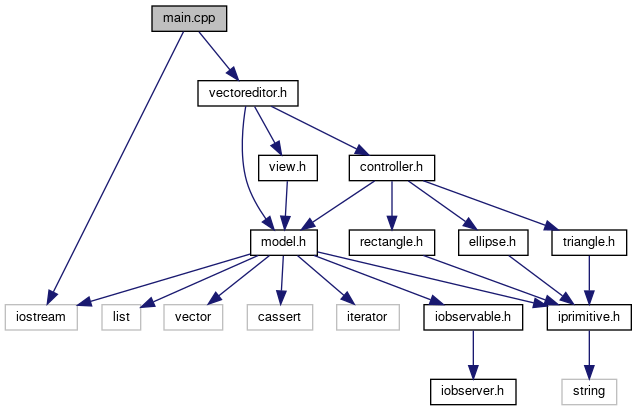 main.cpp
vectoreditor.h
view.h
controller.h
model.h
rectangle.h
ellipse.h
triangle.h
iostream
list
vector
cassert
iterator
iobservable.h
iprimitive.h
iobserver.h
string